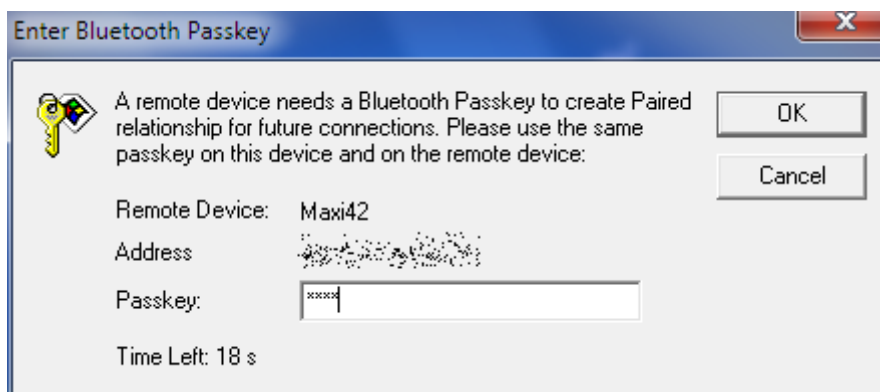 Enter Bluetooth Passkey
A remote device needs a Bluetooth Passkey to create Paired
relationship for future connections. Please use the same
passkey on this device and on the remote device:
OK
Cancel
Remote Device: Maxi42
Address
Passkey: ****
Time Left: 18 s